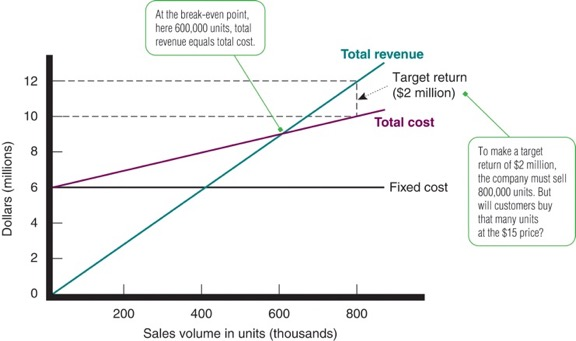 At the break-even point,
here 600,000 units, total
revenue equals total cost.
Total revenue
Target return
($2 million)
Total cost
To make a target
return of $2 million,
the company must sell
800,000 units. But
will customers buy
that many units
at the $15 price?
Fixed cost
Dollars (millions)
12
10
8
6
4
2
0
200
400
600
800
Sales volume in units (thousands)